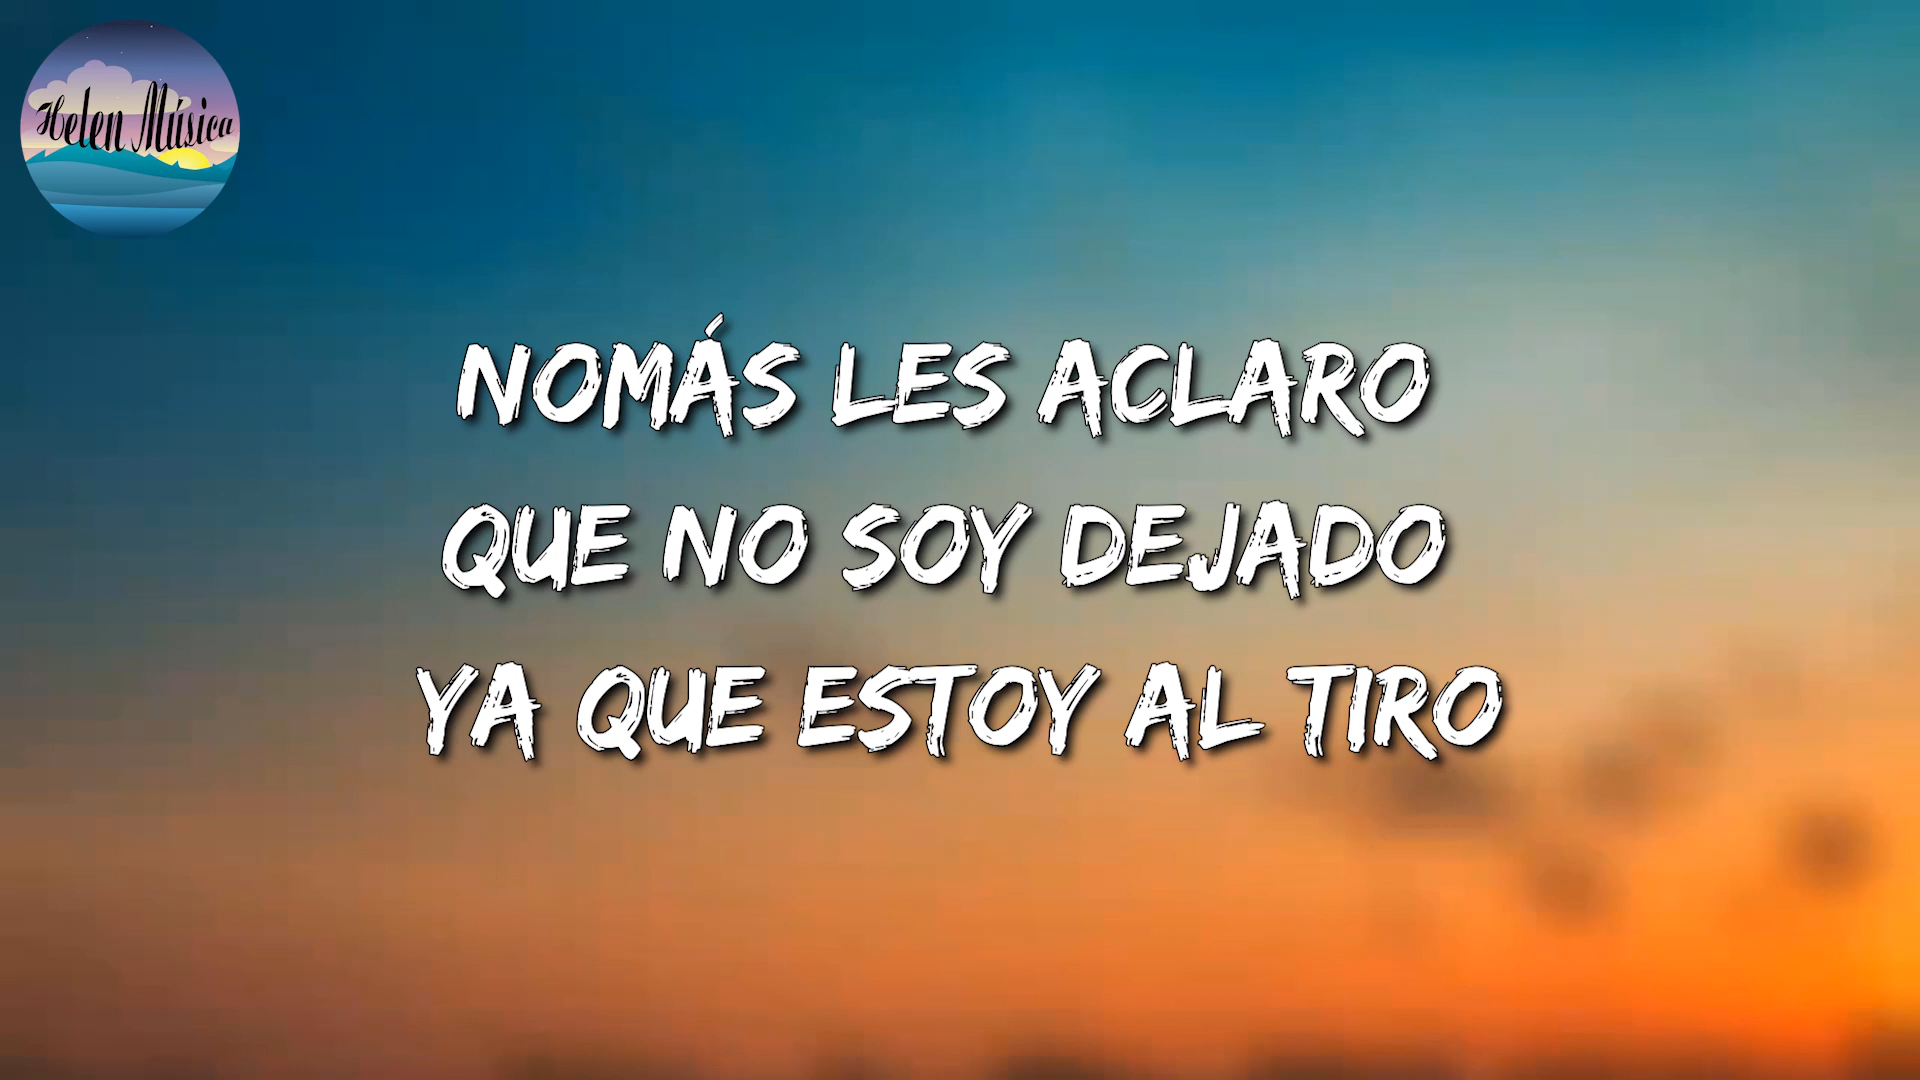 Helen Música
NOMÁS LES ACLARO
QUE NO SOY DEJADO
YA QUE ESTOY AL TIRO